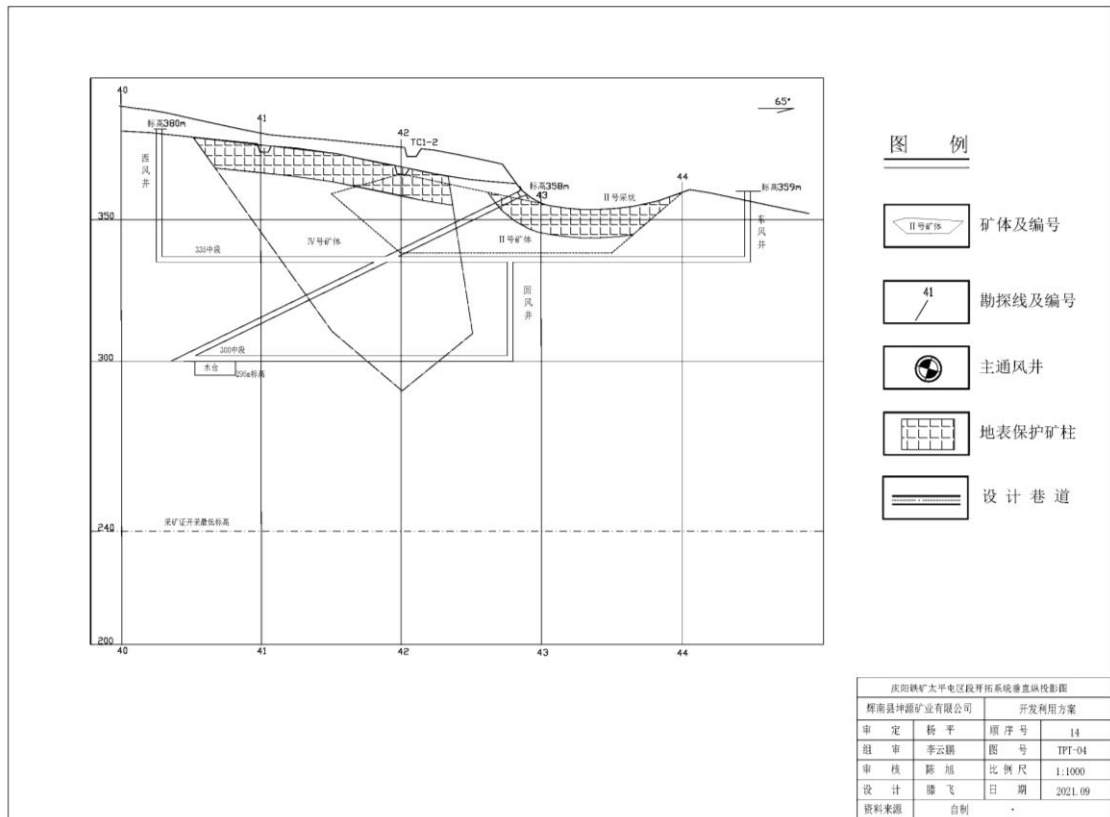 40
41
42
TC1-2
65°
标高380m
西风井
标高358m
43
II号采坑
44
标高359m
东风井
350
IV号矿体
II号矿体
回风井
300
300中段
水仓
295m标高
采矿证开采最低标高
240
200
40
41
42
43
44
图 例
II号矿体
矿体及编号
41
勘探线及编号
主通风井
地表保护矿柱
设计巷道
庆阳铁矿太平屯区段开拓系统垂直纵投影图
辉南县坤源矿业有限公司 开发利用方案
审定 杨平 顺序号 14
组审 李云鹏 图号 TPT-04
审核 陈旭 比例尺 1:1000
设计 滕飞 日期 2021.09
资料来源 自制